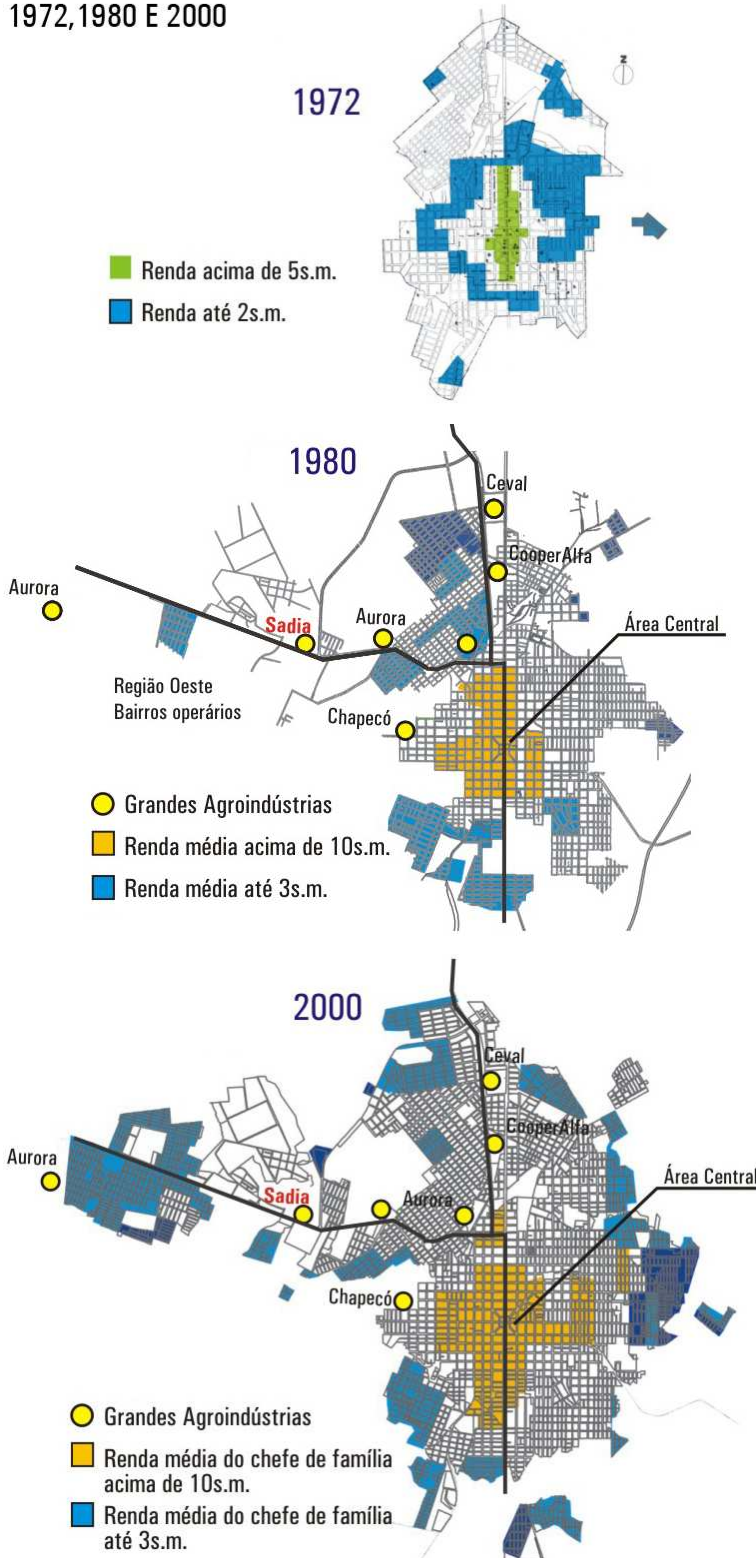 1972,1980 E 2000
1972
N
Renda acima de 5s.m.
Renda até 2s.m.
1980
Ceval
CooperAlfa
Aurora
Sadia
Aurora
Área Central
Região Oeste
Bairros operários
Chapecó
Grandes Agroindústrias
Renda média acima de 10s.m.
Renda média até 3s.m.
2000
Ceval
CooperAlfa
Aurora
Sadia
Aurora
Área Central
Chapecó
Grandes Agroindústrias
Renda média do chefe de família
acima de 10s.m.
Renda média do chefe de família
até 3s.m.